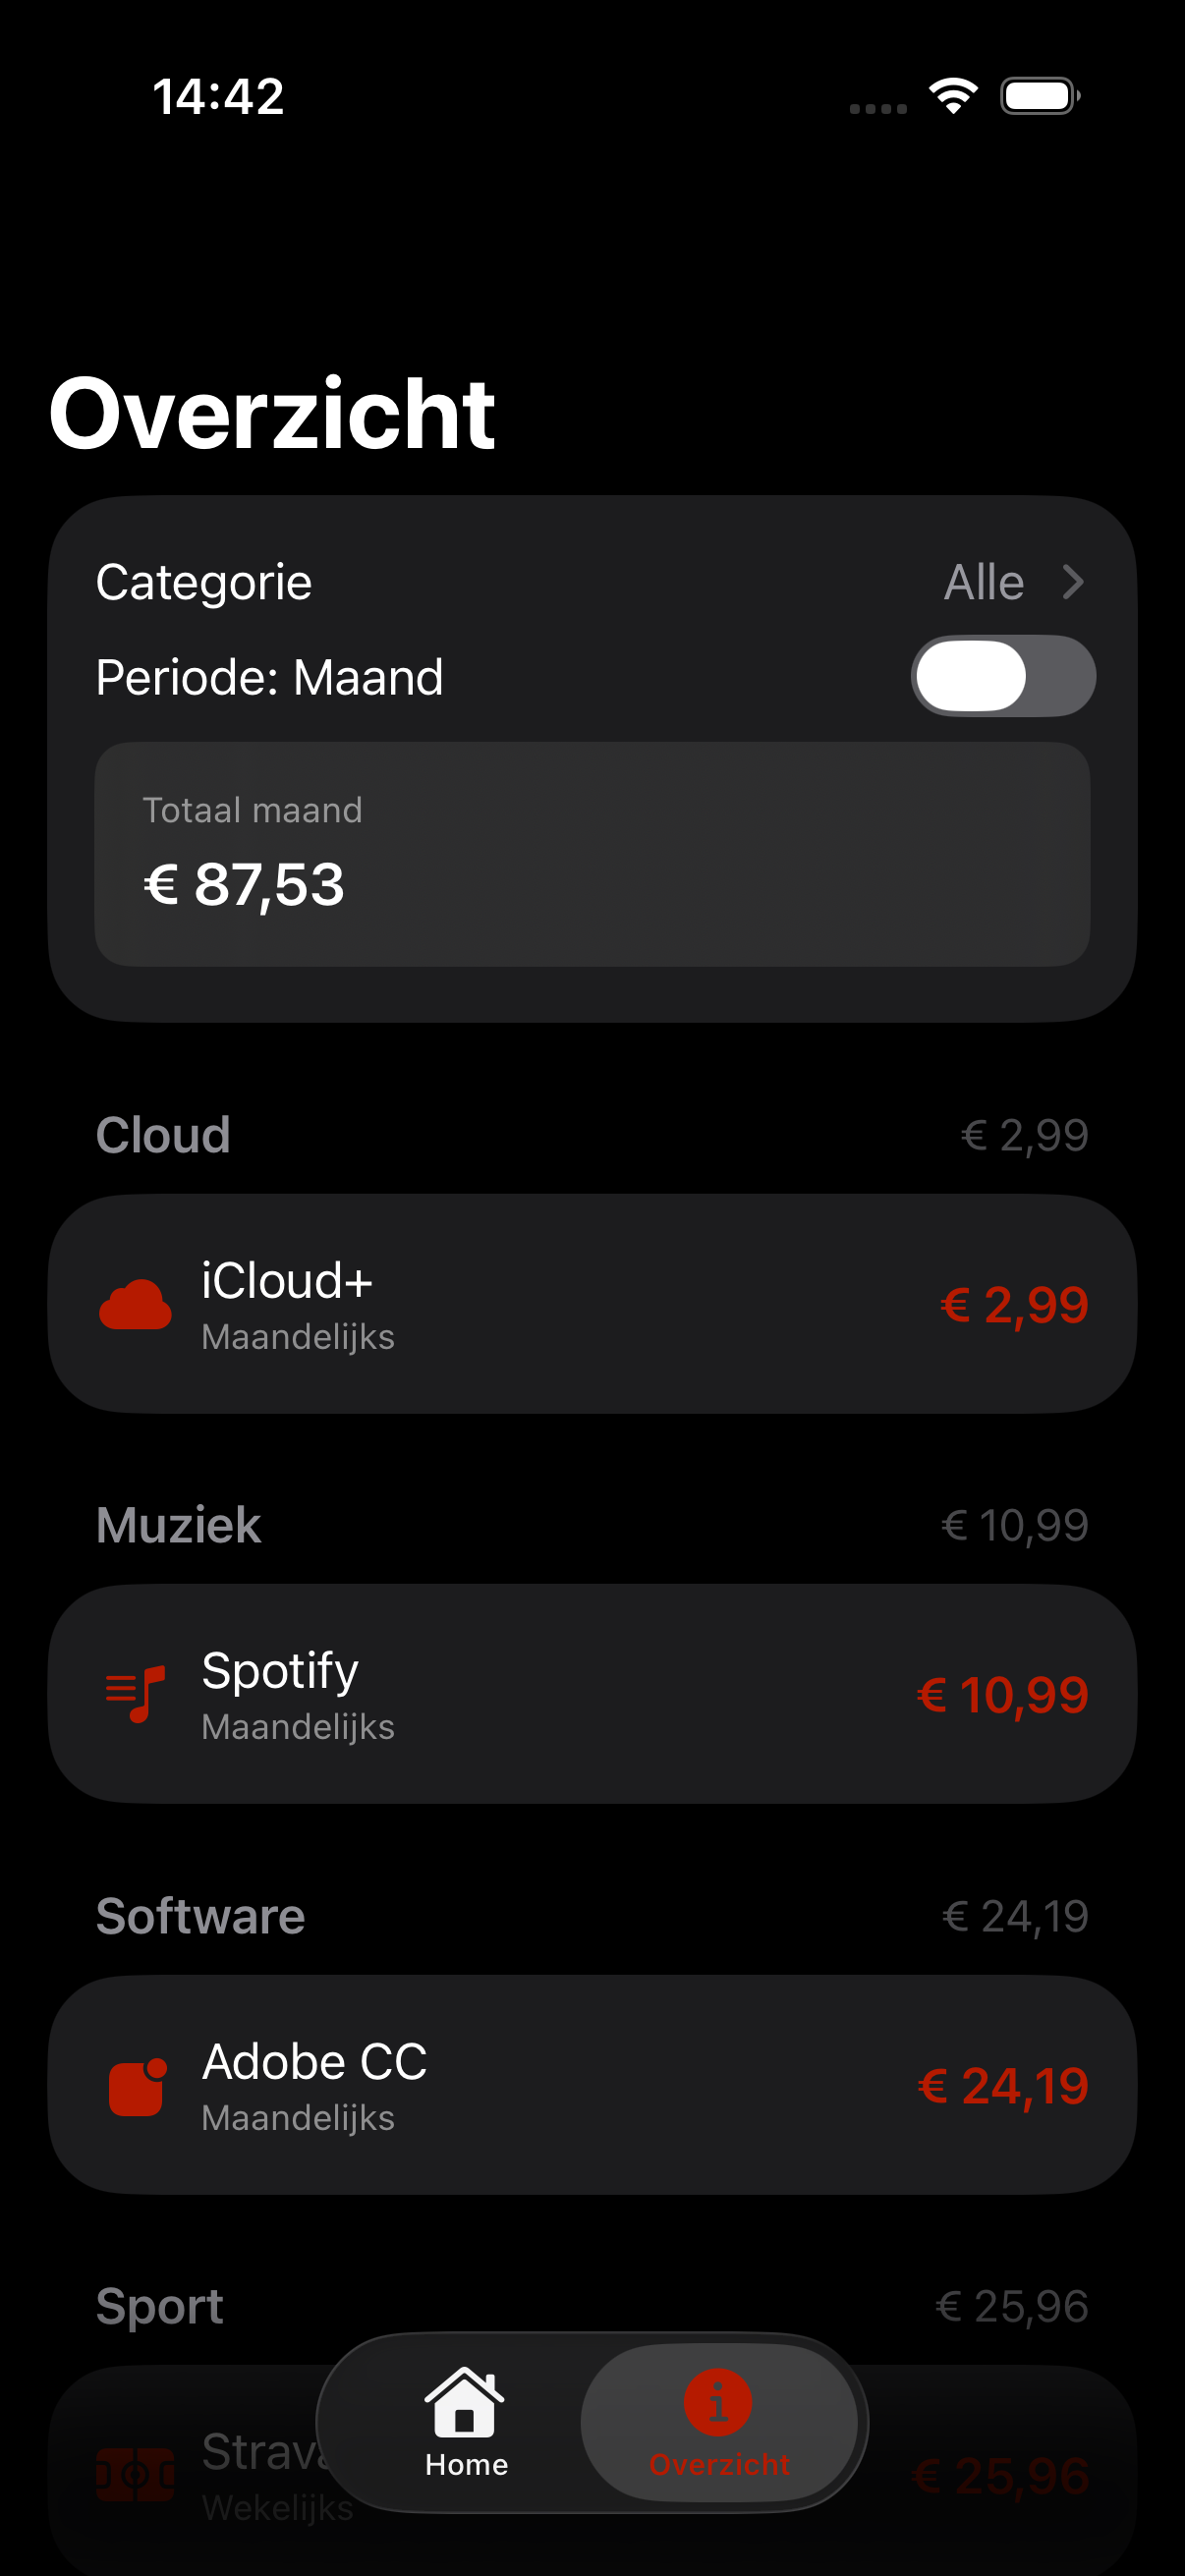 14:42
Overzicht
Categorie Alle
Periode: Maand
Totaal maand
€ 87,53
Cloud € 2,99
iCloud+
Maandelijks
€ 2,99
Muziek € 10,99
Spotify
Maandelijks
€ 10,99
Software € 24,19
Adobe CC
Maandelijks
€ 24,19
Sport € 25,96
Strava
Wekelijks
€ 25,96
Home
Overzicht